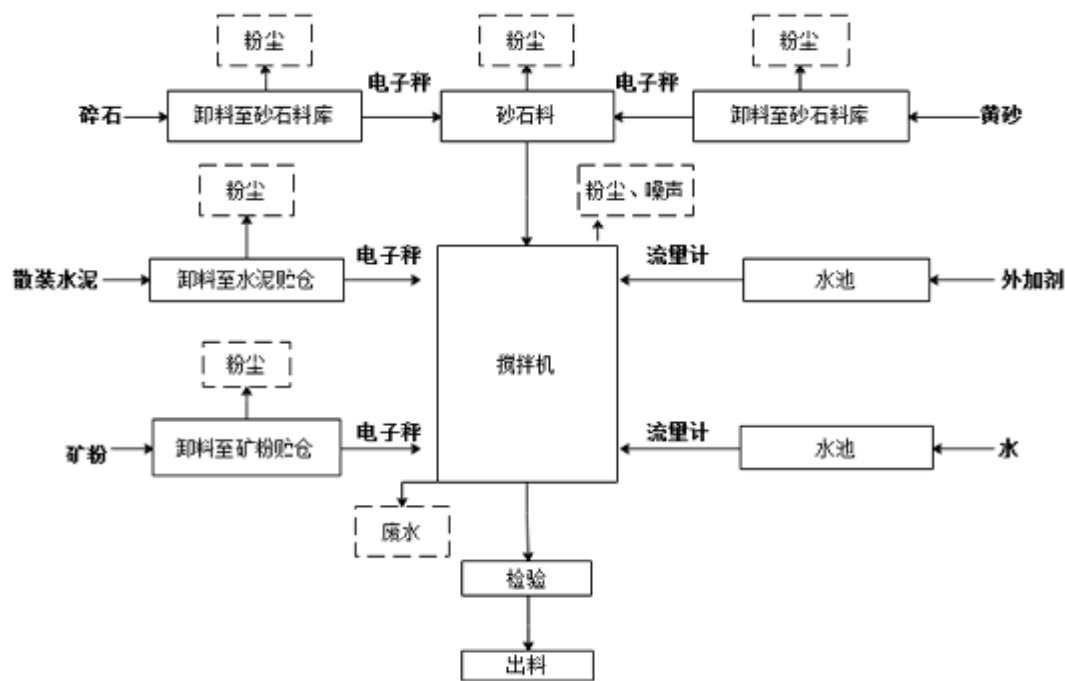 粉尘
粉尘
粉尘
电子秤
电子秤
碎石
卸料至砂石料库
砂石料
卸料至砂石料库
黄砂
粉尘
粉尘、噪声
电子秤
流量计
散装水泥
卸料至水泥贮仓
水池
外加剂
粉尘
搅拌机
电子秤
流量计
矿粉
卸料至矿粉贮仓
水池
水
废水
检验
出料